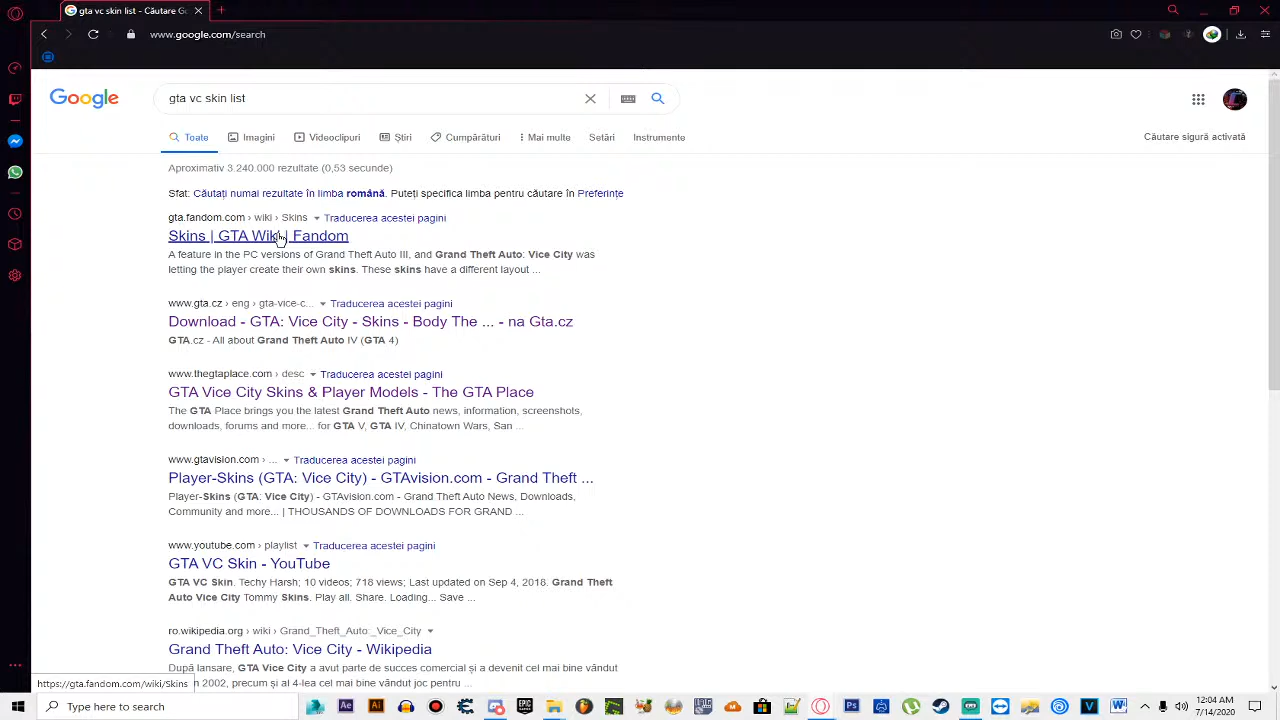 gta vc skin list - Căutare Go
www.google.com/search
Google
gta vc skin list
Toate
Imagini
Videoclipuri
Știri
Cumpărături
Mai multe
Setări
Instrumente
Căutare sigură activată
Aproximativ 3.240.000 rezultate (0,53 secunde)
Sfat: Căutați numai rezultate în limba română. Puteți specifica limba pentru căutare în Preferințe
gta.fandom.com › wiki › Skins Traducerea acestei pagini
Skins | GTA Wiki | Fandom
A feature in the PC versions of Grand Theft Auto III, and Grand Theft Auto: Vice City was
letting the player create their own skins. These skins have a different layout ...
www.gta.cz › eng › gta-vice-c... Traducerea acestei pagini
Download - GTA: Vice City - Skins - Body The ... - na Gta.cz
GTA.cz - All about Grand Theft Auto IV (GTA 4)
www.thegtaplace.com › desc Traducerea acestei pagini
GTA Vice City Skins & Player Models - The GTA Place
The GTA Place brings you the latest Grand Theft Auto news, information, screenshots,
downloads, forums and more... for GTA V, GTA IV, Chinatown Wars, San ...
www.gtavision.com › ... Traducerea acestei pagini
Player-Skins (GTA: Vice City) - GTAvision.com - Grand Theft ...
Player-Skins (GTA: Vice City) - GTAvision.com - Grand Theft Auto News, Downloads,
Community and more... | THOUSANDS OF DOWNLOADS FOR GRAND ...
www.youtube.com › playlist Traducerea acestei pagini
GTA VC Skin - YouTube
GTA VC Skin. Techy Harsh; 10 videos; 718 views; Last updated on Sep 4, 2018. Grand Theft
Auto Vice City Tommy Skins. Play all. Share. Loading... Save ...
ro.wikipedia.org › wiki › Grand_Theft_Auto:_Vice_City
Grand Theft Auto: Vice City - Wikipedia
După lansare, GTA Vice City a avut parte de succes comercial și a devenit cel mai bine vândut
n 2002, precum și al 4-lea cel mai bine vândut joc pentru ...
https://gta.fandom.com/wiki/Skins
Type here to search
Ae
Ai
EPIC GAMES
Ps
V
W
12:04 AM
7/14/2020